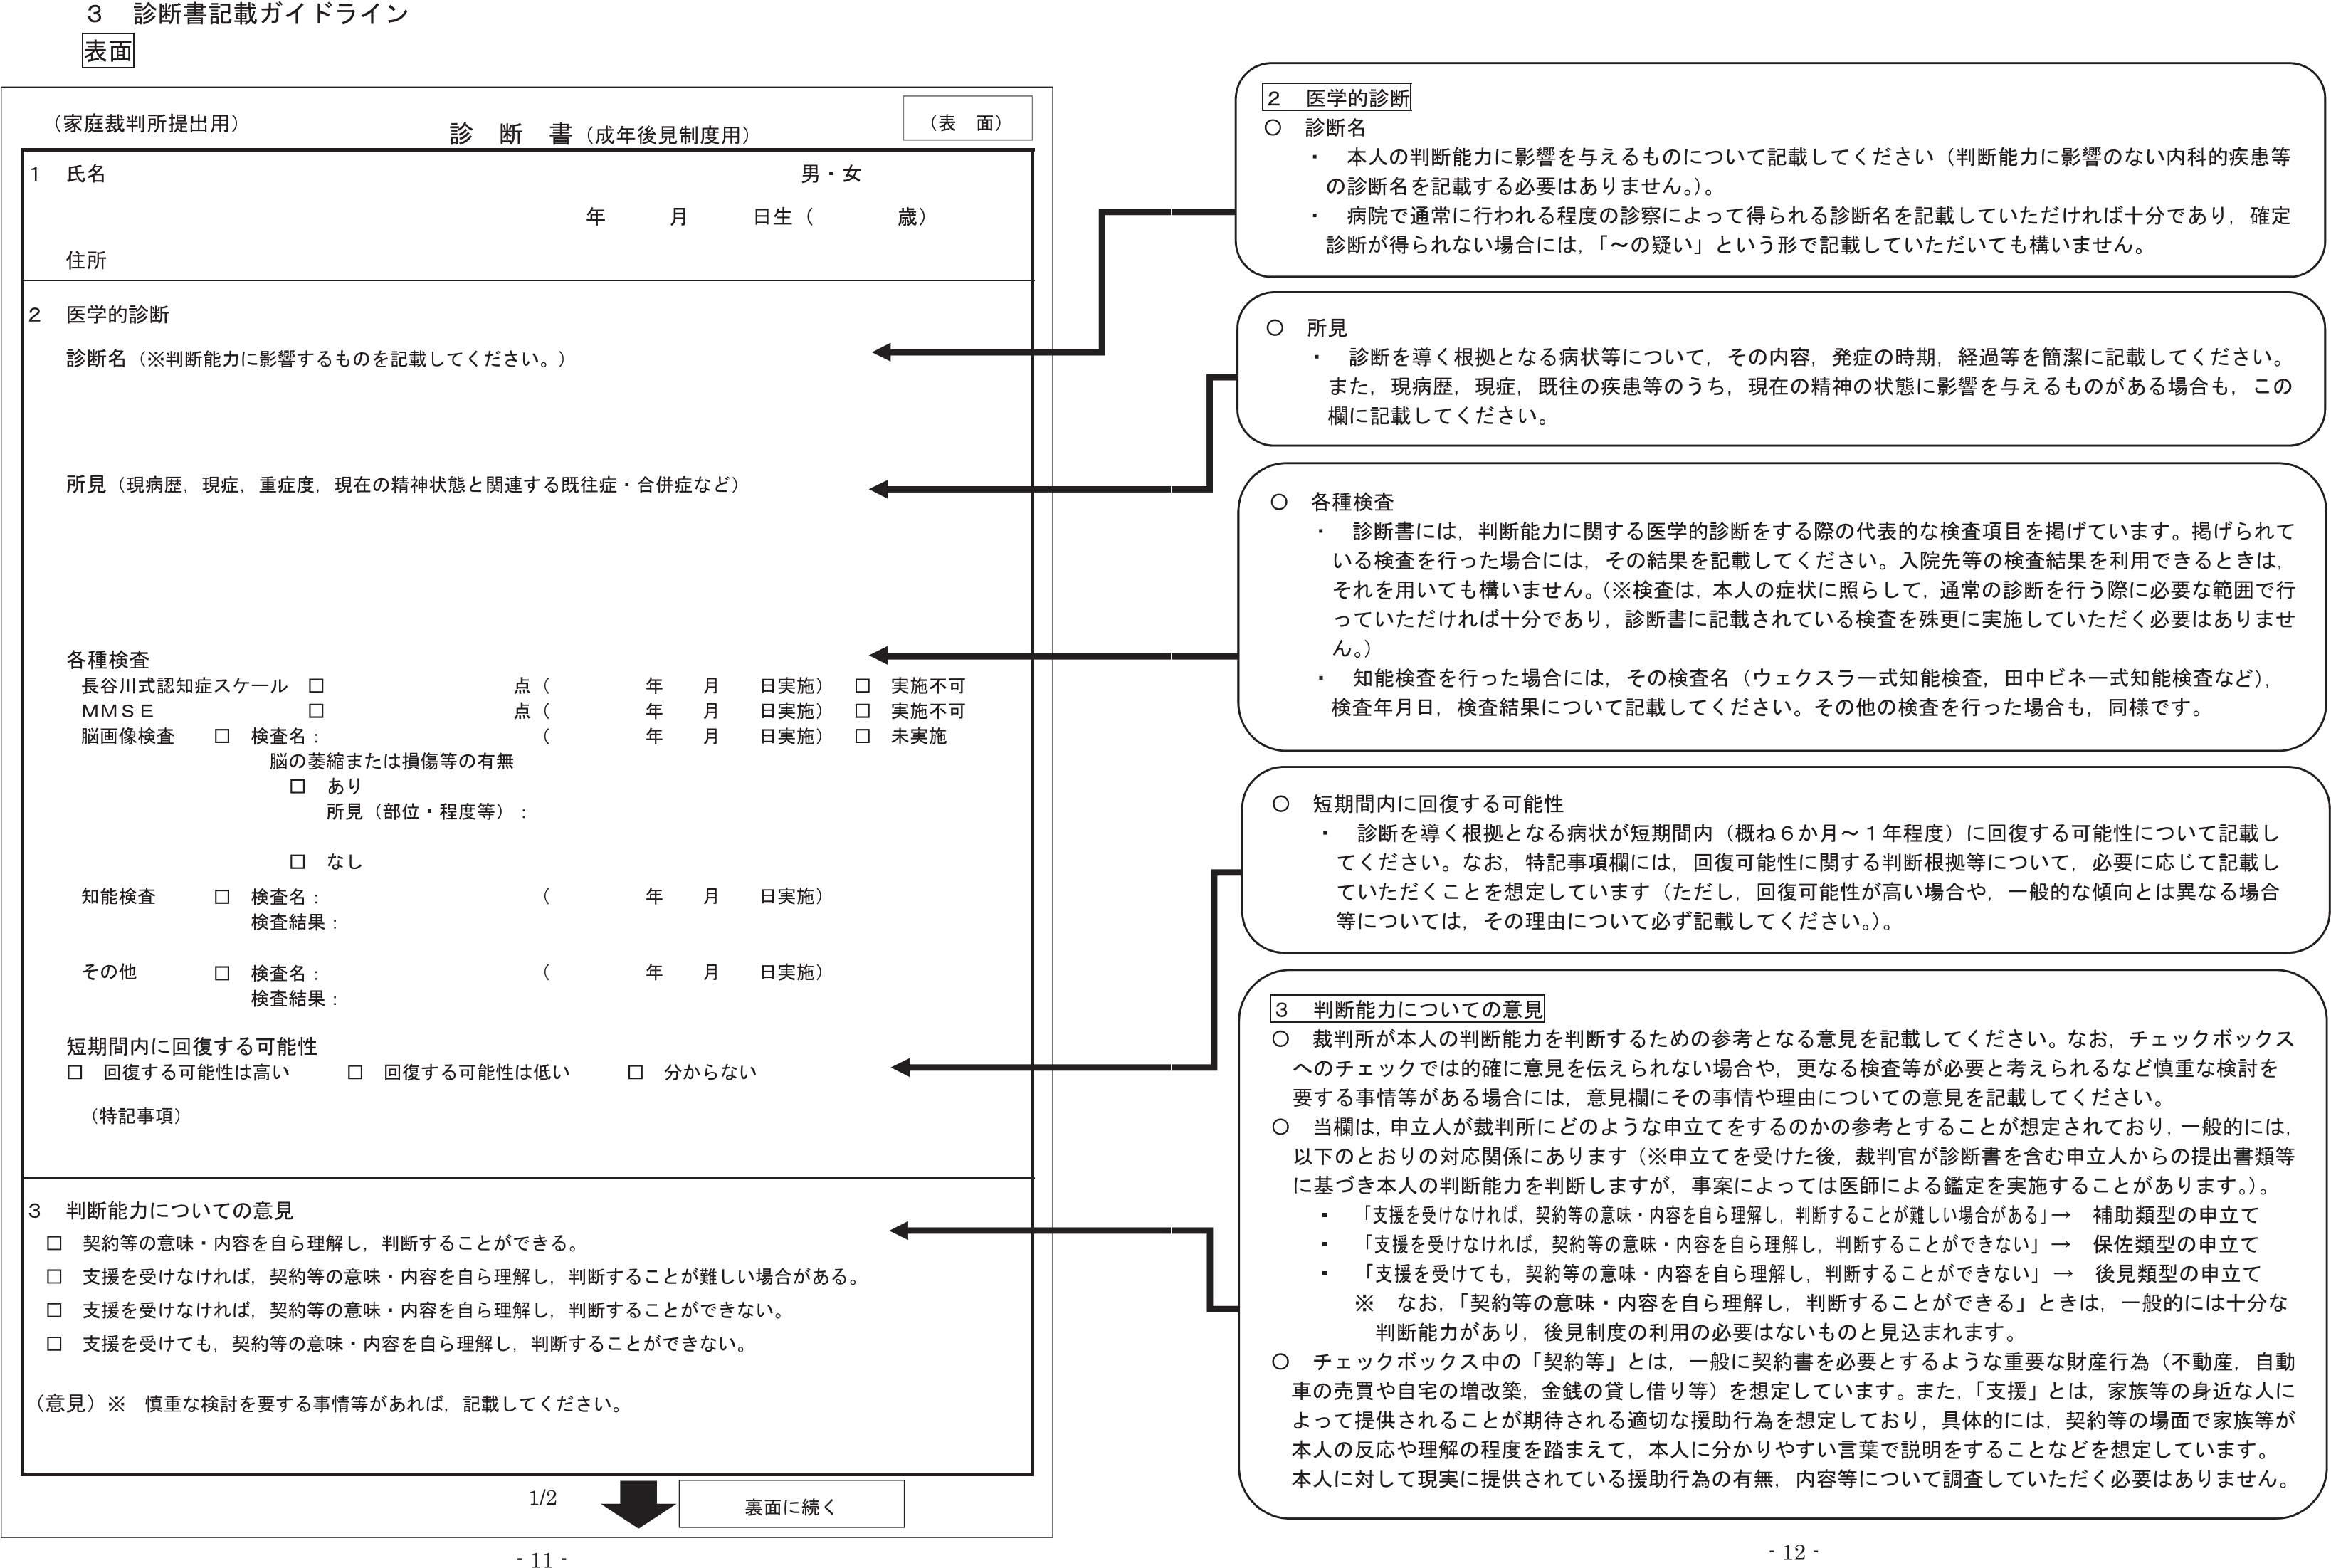 ３　診断書記載ガイドライン
表面
（家庭裁判所提出用）
診　断　書（成年後見制度用）
（表　面）
１　氏名　男・女
年　月　日生（　歳）
住所
２　医学的診断
診断名（※判断能力に影響するものを記載してください。）
所見（現病歴，現症，重症度，現在の精神状態と関連する既往症・合併症など）
各種検査
長谷川式認知症スケール　□　点（　年　月　日実施）　□　実施不可
ＭＭＳＥ　□　点（　年　月　日実施）　□　実施不可
脳画像検査　□　検査名：　（　年　月　日実施）　□　未実施
脳の萎縮または損傷等の有無
□　あり
所見（部位・程度等）：
□　なし
知能検査　□　検査名：　（　年　月　日実施）
検査結果：
その他　□　検査名：　（　年　月　日実施）
検査結果：
短期間内に回復する可能性
□　回復する可能性は高い　□　回復する可能性は低い　□　分からない
（特記事項）
３　判断能力についての意見
□　契約等の意味・内容を自ら理解し，判断することができる。
□　支援を受けなければ，契約等の意味・内容を自ら理解し，判断することが難しい場合がある。
□　支援を受けなければ，契約等の意味・内容を自ら理解し，判断することができない。
□　支援を受けても，契約等の意味・内容を自ら理解し，判断することができない。
（意見）※　慎重な検討を要する事情等があれば，記載してください。
1/2
裏面に続く
- 11 -
２　医学的診断
○　診断名
・　本人の判断能力に影響を与えるものについて記載してください（判断能力に影響のない内科的疾患等
の診断名を記載する必要はありません。）。
・　病院で通常に行われる程度の診察によって得られる診断名を記載していただければ十分であり，確定
診断が得られない場合には，「～の疑い」という形で記載していただいても構いません。
○　所見
・　診断を導く根拠となる病状等について，その内容，発症の時期，経過等を簡潔に記載してください。
また，現病歴，現症，既往の疾患等のうち，現在の精神の状態に影響を与えるものがある場合も，この
欄に記載してください。
○　各種検査
・　診断書には，判断能力に関する医学的診断をする際の代表的な検査項目を掲げています。掲げられて
いる検査を行った場合には，その結果を記載してください。入院先等の検査結果を利用できるときは，
それを用いても構いません。（※検査は，本人の症状に照らして，通常の診断を行う際に必要な範囲で行
っていただければ十分であり，診断書に記載されている検査を殊更に実施していただく必要はありませ
ん。）
・　知能検査を行った場合には，その検査名（ウェクスラー式知能検査，田中ビネー式知能検査など），
検査年月日，検査結果について記載してください。その他の検査を行った場合も，同様です。
○　短期間内に回復する可能性
・　診断を導く根拠となる病状が短期間内（概ね６か月～１年程度）に回復する可能性について記載し
てください。なお，特記事項欄には，回復可能性に関する判断根拠等について，必要に応じて記載し
ていただくことを想定しています（ただし，回復可能性が高い場合や，一般的な傾向とは異なる場合
等については，その理由について必ず記載してください。）。
３　判断能力についての意見
○　裁判所が本人の判断能力を判断するための参考となる意見を記載してください。なお，チェックボックス
へのチェックでは的確に意見を伝えられない場合や，更なる検査等が必要と考えられるなど慎重な検討を
要する事情等がある場合には，意見欄にその事情や理由についての意見を記載してください。
○　当欄は，申立人が裁判所にどのような申立てをするのかの参考とすることが想定されており，一般的には，
以下のとおりの対応関係にあります（※申立てを受けた後，裁判官が診断書を含む申立人からの提出書類等
に基づき本人の判断能力を判断しますが，事案によっては医師による鑑定を実施することがあります。）。
・　「支援を受けなければ，契約等の意味・内容を自ら理解し，判断することが難しい場合がある」→　補助類型の申立て
・　「支援を受けなければ，契約等の意味・内容を自ら理解し，判断することができない」→　保佐類型の申立て
・　「支援を受けても，契約等の意味・内容を自ら理解し，判断することができない」→　後見類型の申立て
※　なお，「契約等の意味・内容を自ら理解し，判断することができる」ときは，一般的には十分な
判断能力があり，後見制度の利用の必要はないものと見込まれます。
○　チェックボックス中の「契約等」とは，一般に契約書を必要とするような重要な財産行為（不動産，自動
車の売買や自宅の増改築，金銭の貸し借り等）を想定しています。また，「支援」とは，家族等の身近な人に
よって提供されることが期待される適切な援助行為を想定しており，具体的には，契約等の場面で家族等が
本人の反応や理解の程度を踏まえて，本人に分かりやすい言葉で説明をすることなどを想定しています。
本人に対して現実に提供されている援助行為の有無，内容等について調査していただく必要はありません。
- 12 -